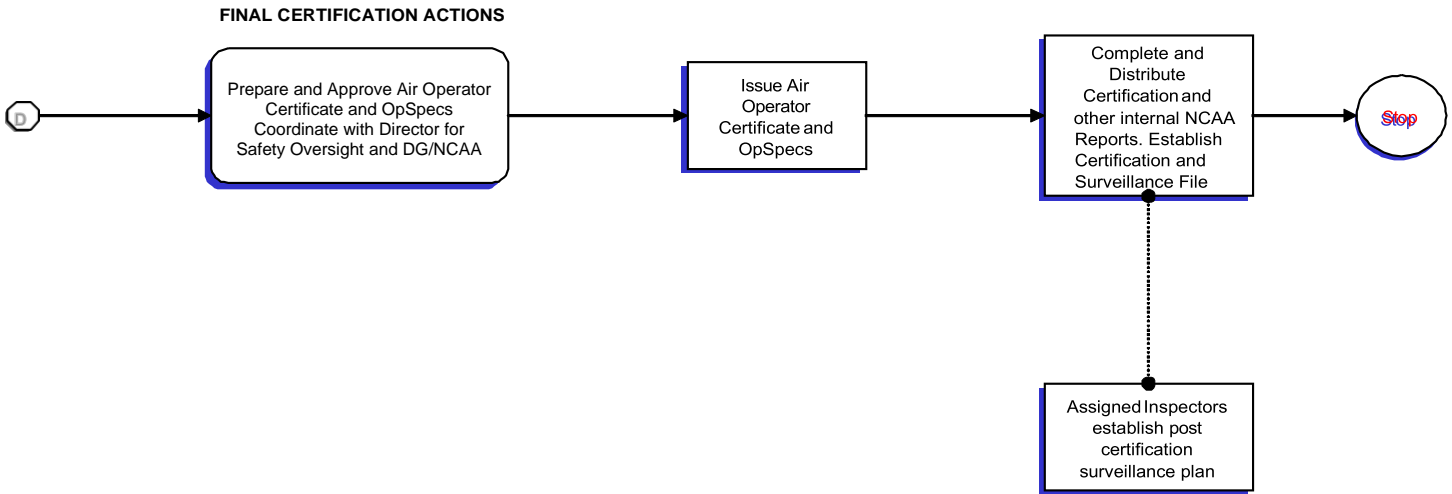 FINAL CERTIFICATION ACTIONS
D
Prepare and Approve Air Operator
Certificate and OpSpecs
Coordinate with Director for
Safety Oversight and DG/NCAA
Issue Air
Operator
Certificate and
OpSpecs
Complete and
Distribute
Certification and
other internal NCAA
Reports. Establish
Certification and
Surveillance File
Stop
Assigned Inspectors
establish post
certification
surveillance plan